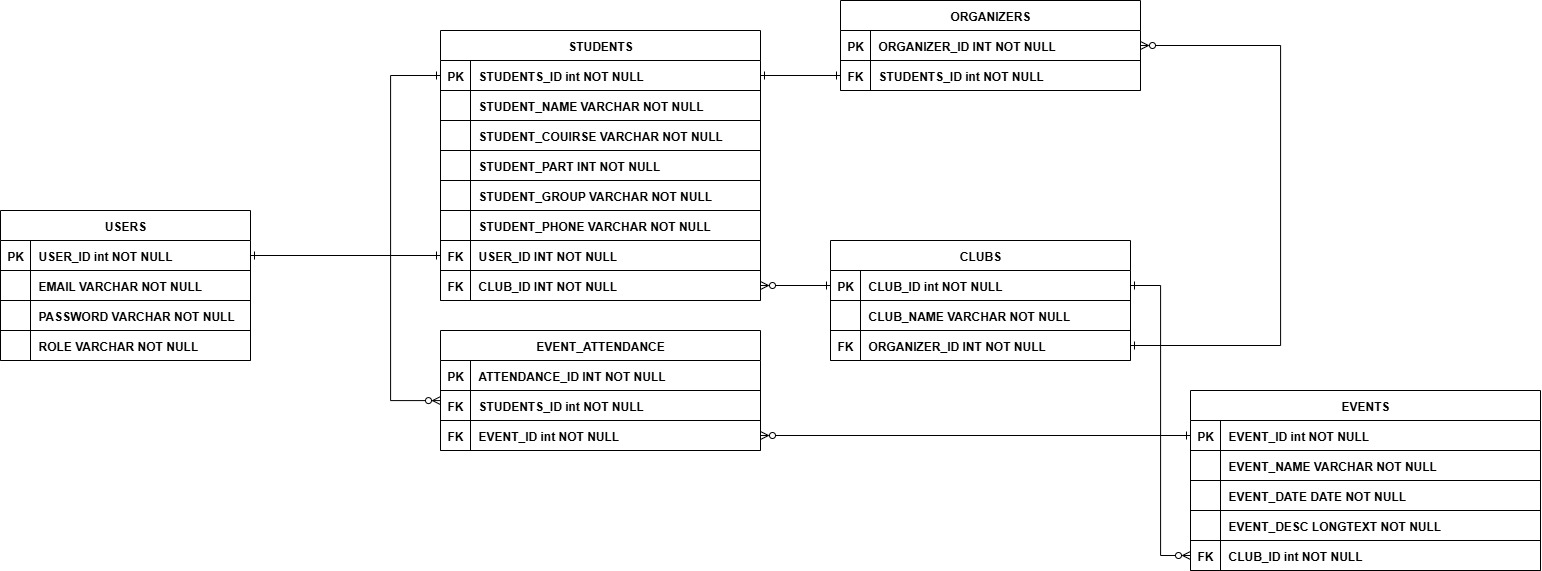 ORGANIZERS
PK ORGANIZER_ID INT NOT NULL
FK STUDENTS_ID int NOT NULL
STUDENTS
PK STUDENTS_ID int NOT NULL
STUDENT_NAME VARCHAR NOT NULL
STUDENT_COUIRSE VARCHAR NOT NULL
STUDENT_PART INT NOT NULL
STUDENT_GROUP VARCHAR NOT NULL
STUDENT_PHONE VARCHAR NOT NULL
FK USER_ID INT NOT NULL
FK CLUB_ID INT NOT NULL
USERS
PK USER_ID int NOT NULL
EMAIL VARCHAR NOT NULL
PASSWORD VARCHAR NOT NULL
ROLE VARCHAR NOT NULL
CLUBS
PK CLUB_ID int NOT NULL
CLUB_NAME VARCHAR NOT NULL
FK ORGANIZER_ID INT NOT NULL
EVENT_ATTENDANCE
PK ATTENDANCE_ID INT NOT NULL
FK STUDENTS_ID int NOT NULL
FK EVENT_ID int NOT NULL
EVENTS
PK EVENT_ID int NOT NULL
EVENT_NAME VARCHAR NOT NULL
EVENT_DATE DATE NOT NULL
EVENT_DESC LONGTEXT NOT NULL
FK CLUB_ID int NOT NULL